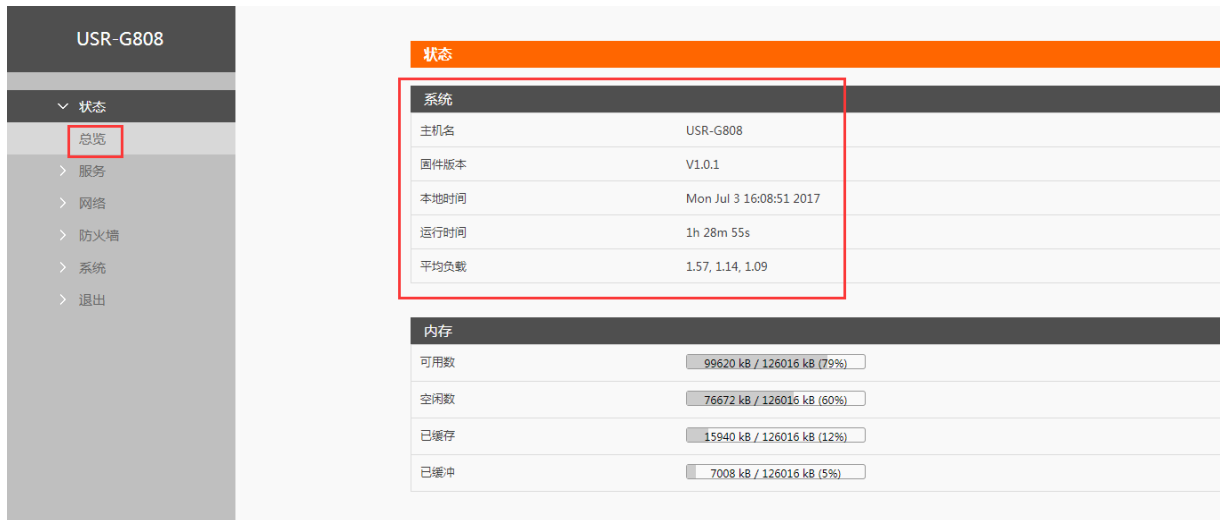 USR-G808
状态
总览
服务
网络
防火墙
系统
退出
状态
系统
主机名 USR-G808
固件版本 V1.0.1
本地时间 Mon Jul 3 16:08:51 2017
运行时间 1h 28m 55s
平均负载 1.57, 1.14, 1.09
内存
可用数 99620 kB / 126016 kB (79%)
空闲数 76672 kB / 126016 kB (60%)
已缓存 15940 kB / 126016 kB (12%)
已缓冲 7008 kB / 126016 kB (5%)